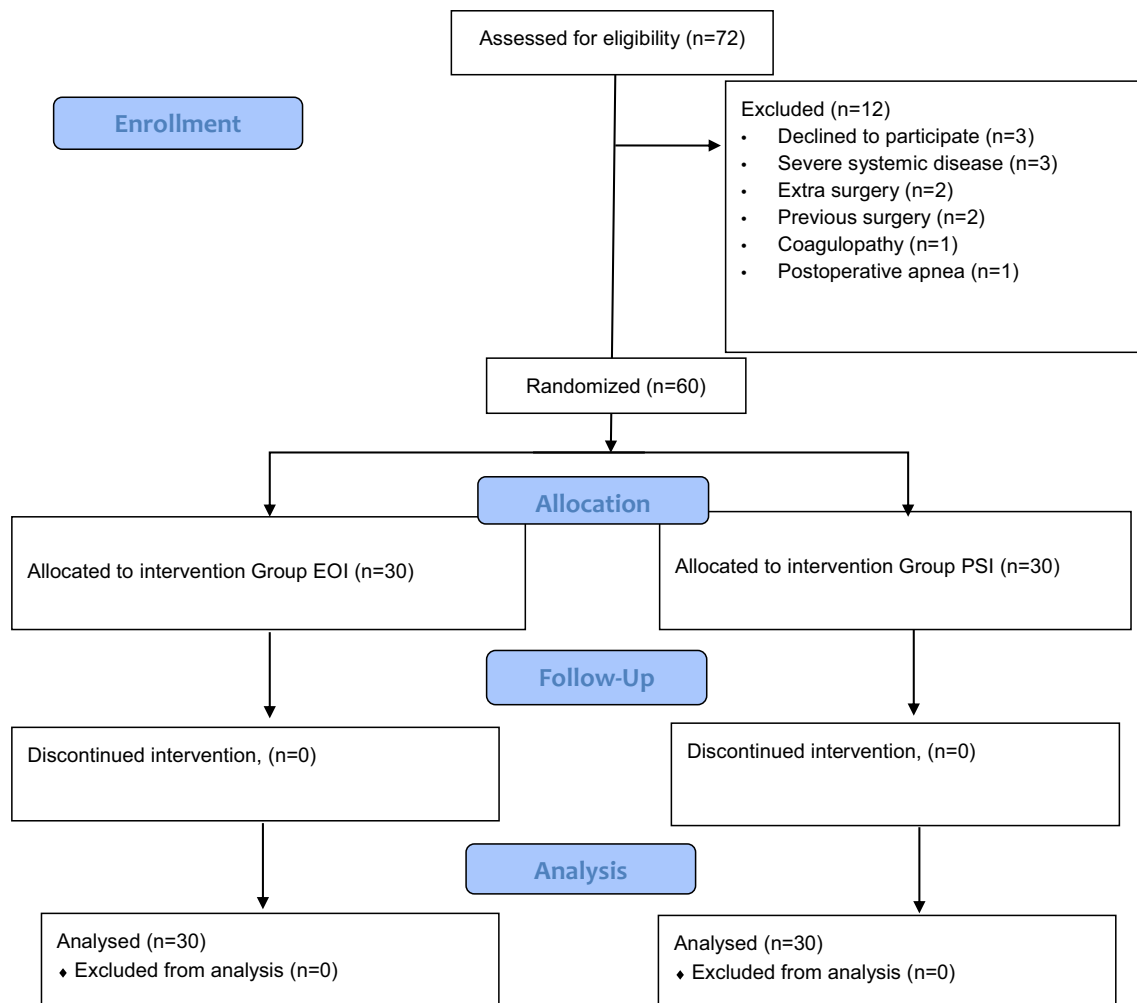 Assessed for eligibility (n=72)
Enrollment
Excluded (n=12)
• Declined to participate (n=3)
• Severe systemic disease (n=3)
• Extra surgery (n=2)
• Previous surgery (n=2)
• Coagulopathy (n=1)
• Postoperative apnea (n=1)
Randomized (n=60)
Allocation
Allocated to intervention Group EOI (n=30)
Allocated to intervention Group PSI (n=30)
Follow-Up
Discontinued intervention, (n=0)
Discontinued intervention, (n=0)
Analysis
Analysed (n=30)
♦ Excluded from analysis (n=0)
Analysed (n=30)
♦ Excluded from analysis (n=0)